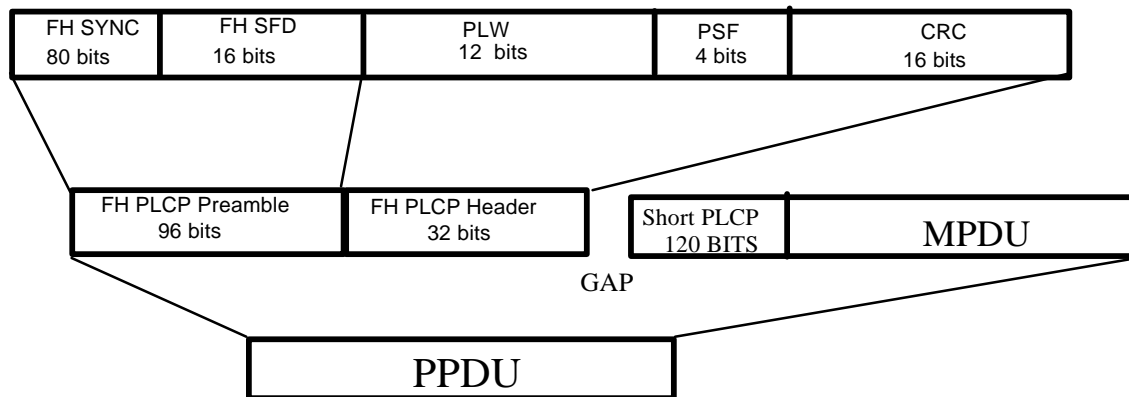 FH SYNC
80 bits
FH SFD
16 bits
PLW
12 bits
PSF
4 bits
CRC
16 bits
FH PLCP Preamble
96 bits
FH PLCP Header
32 bits
Short PLCP
120 BITS
MPDU
GAP
PPDU